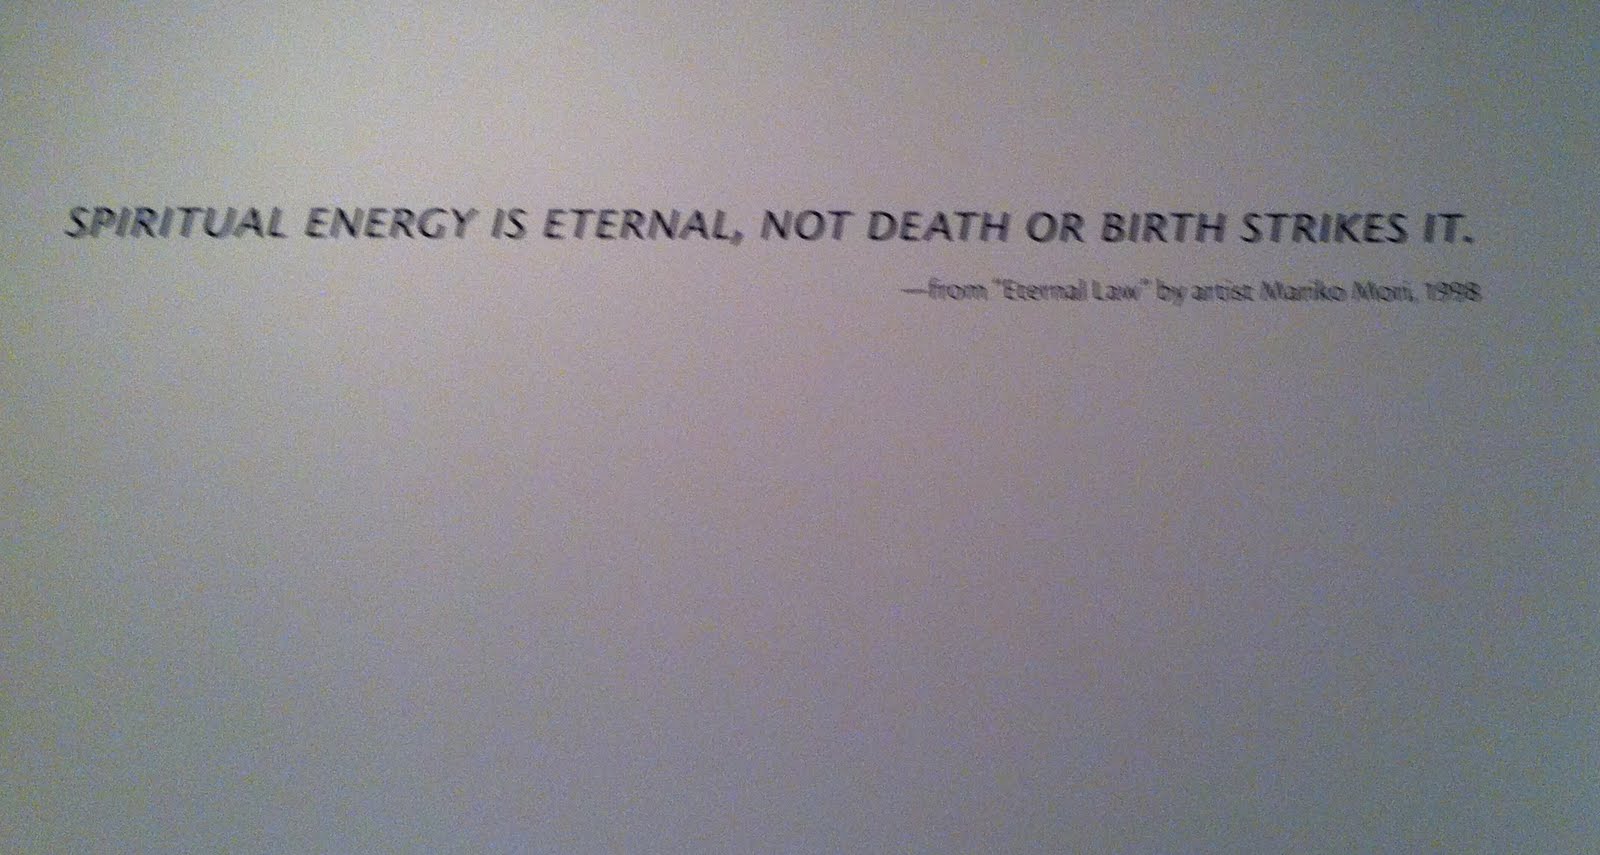 SPIRITUAL ENERGY IS ETERNAL, NOT DEATH OR BIRTH STRIKES IT.
—from "Eternal Law" by artist Mariko Mori, 1998